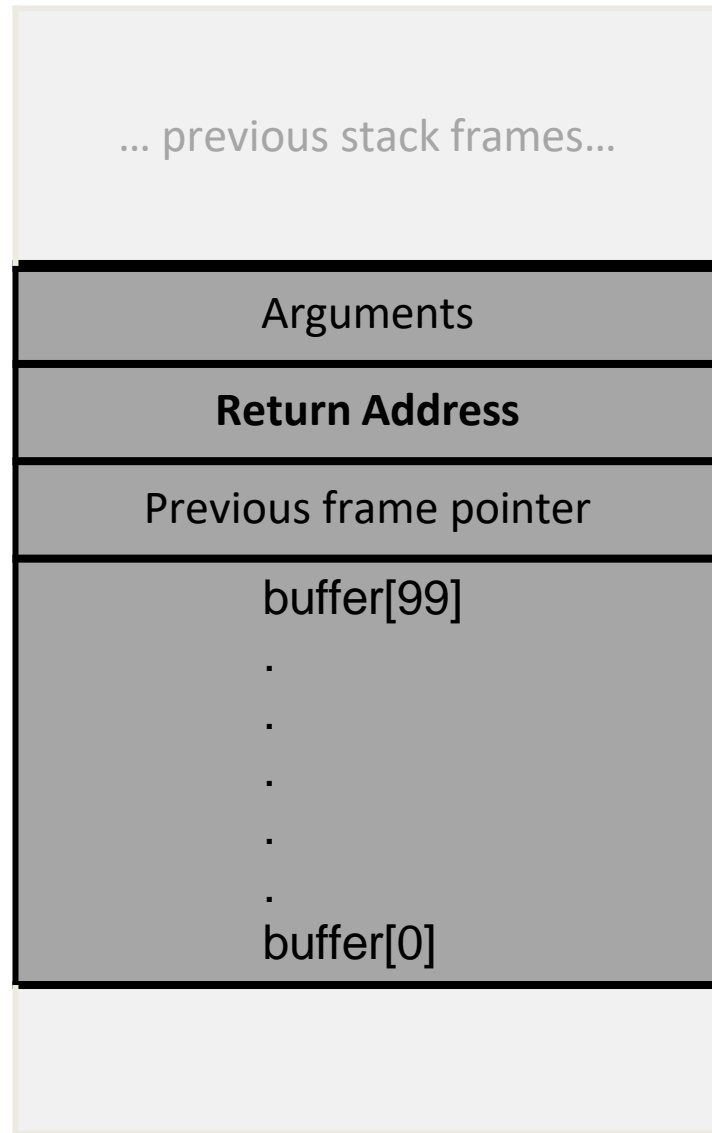 ... previous stack frames...
Arguments
Return Address
Previous frame pointer
buffer[99]
.
.
.
.
.
buffer[0]